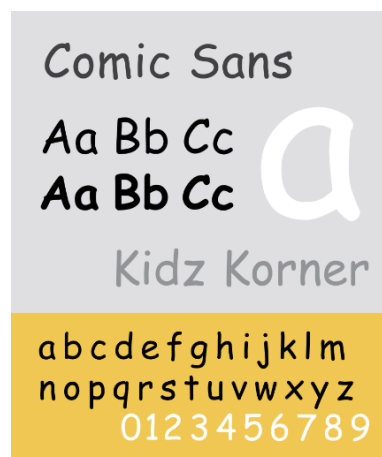 Comic Sans
Aa Bb Cc
a
Aa Bb Cc
Kidz Korner
abcdefghijklm
nopqrstuvwxyz
0123456789